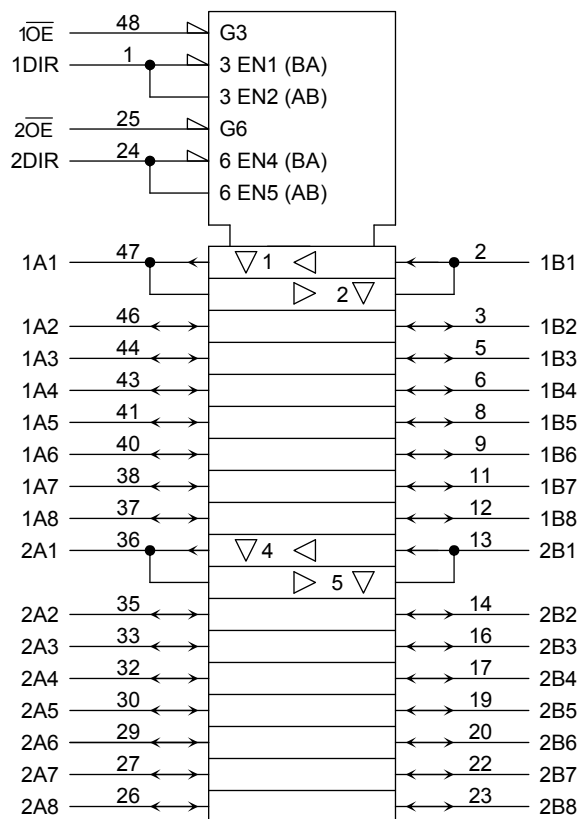 1OE 48 G3
1DIR 1 3 EN1 (BA)
3 EN2 (AB)
2OE 25 G6
2DIR 24 6 EN4 (BA)
6 EN5 (AB)
1A1 47 1 2 1B1
2
1A2 46 3 1B2
1A3 44 5 1B3
1A4 43 6 1B4
1A5 41 8 1B5
1A6 40 9 1B6
1A7 38 11 1B7
1A8 37 12 1B8
2A1 36 4 13 2B1
5
2A2 35 14 2B2
2A3 33 16 2B3
2A4 32 17 2B4
2A5 30 19 2B5
2A6 29 20 2B6
2A7 27 22 2B7
2A8 26 23 2B8